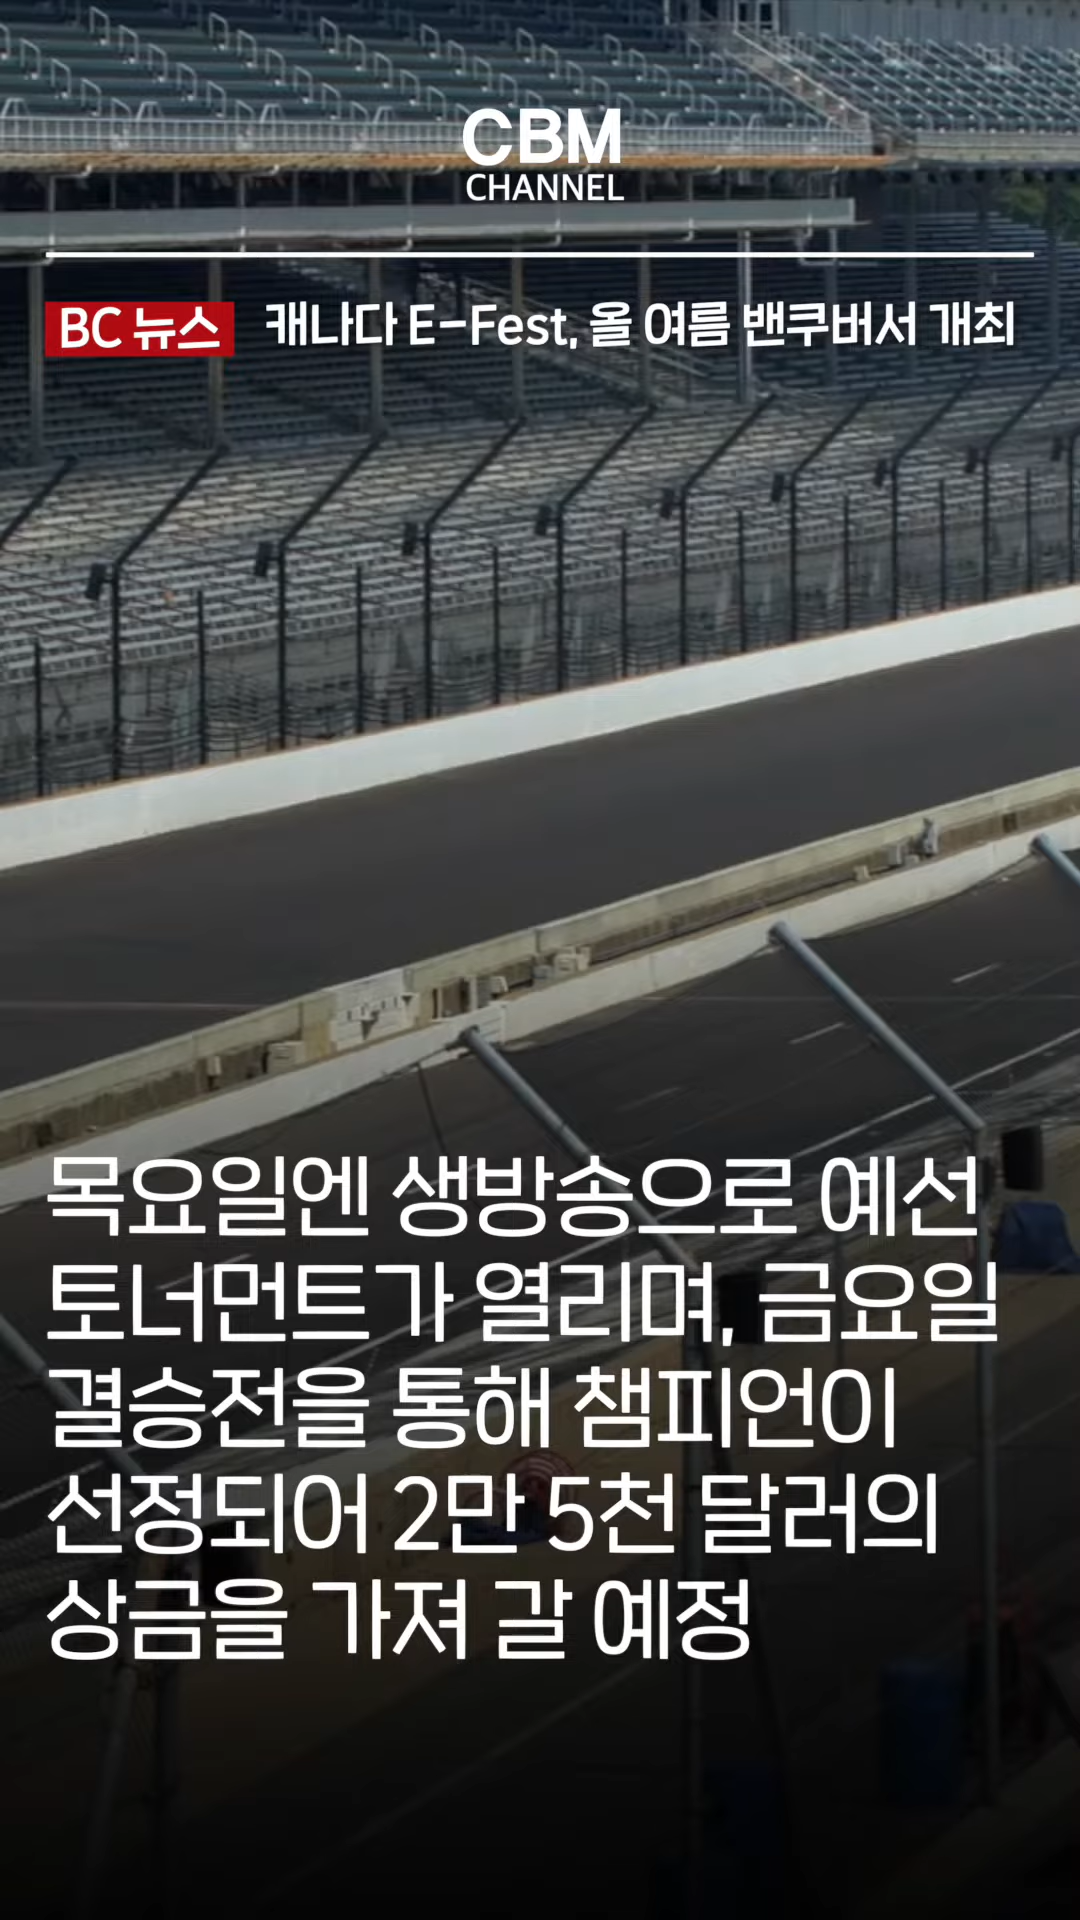 CBM
CHANNEL
BC 뉴스 캐나다 E-Fest, 올 여름 밴쿠버서 개최
목요일엔 생방송으로 예선
토너먼트가 열리며, 금요일
결승전을 통해 챔피언이
선정되어 2만 5천 달러의
상금을 가져 갈 예정